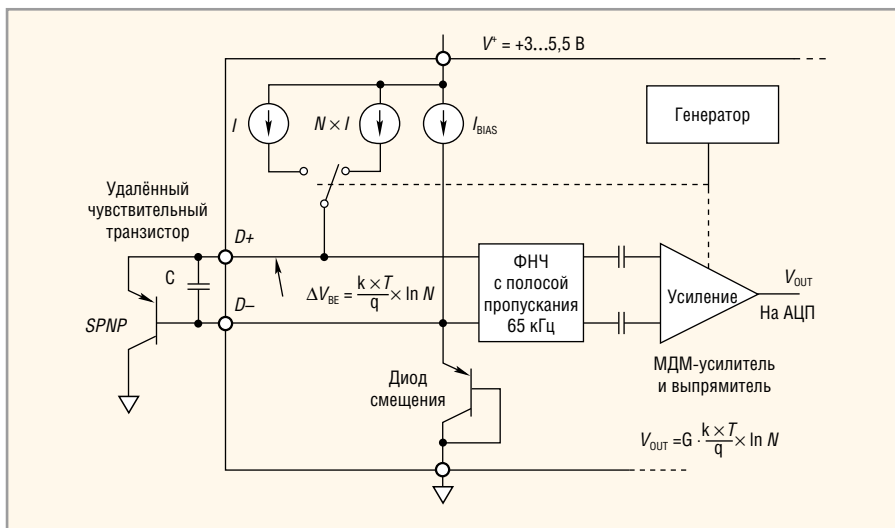 V⁺ = +3...5,5 В
I
N × I
I_BIAS
Генератор
Удалённый
чувствительный
транзистор
D+
C
ΔV_BE = k × T / q × ln N
SPNP
D–
ФНЧ
с полосой
пропускания
65 кГц
Усиление
V_OUT
На АЦП
МДМ-усилитель
и выпрямитель
Диод
смещения
V_OUT =G · k × T / q × ln N